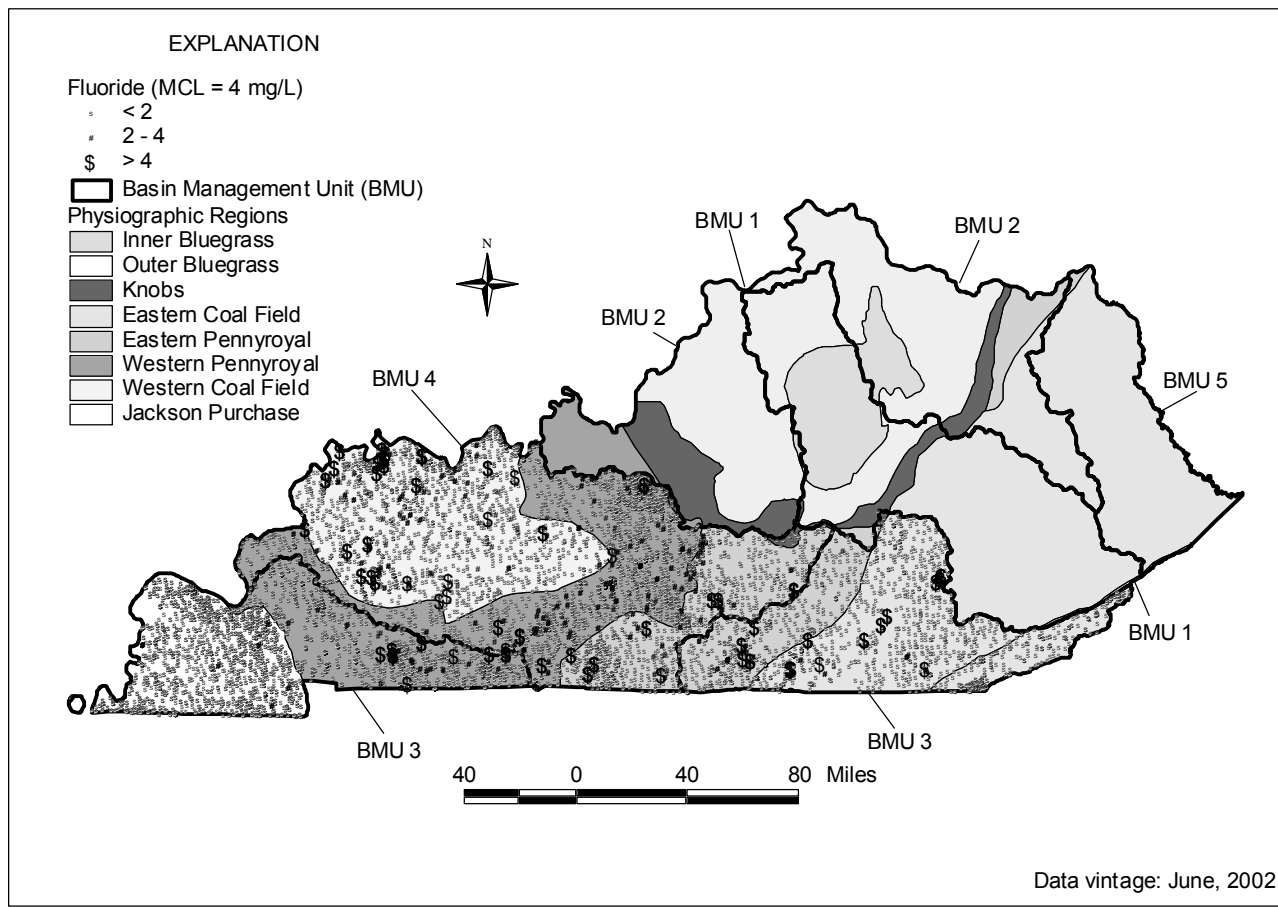 EXPLANATION
Fluoride (MCL = 4 mg/L)
s < 2
# 2 - 4
$ > 4
Basin Management Unit (BMU)
Physiographic Regions
Inner Bluegrass
Outer Bluegrass
Knobs
Eastern Coal Field
Eastern Pennyroyal
Western Pennyroyal
Western Coal Field
Jackson Purchase
N
BMU 1
BMU 2
BMU 2
BMU 4
BMU 5
BMU 1
BMU 3
BMU 3
40 0 40 80 Miles
Data vintage: June, 2002